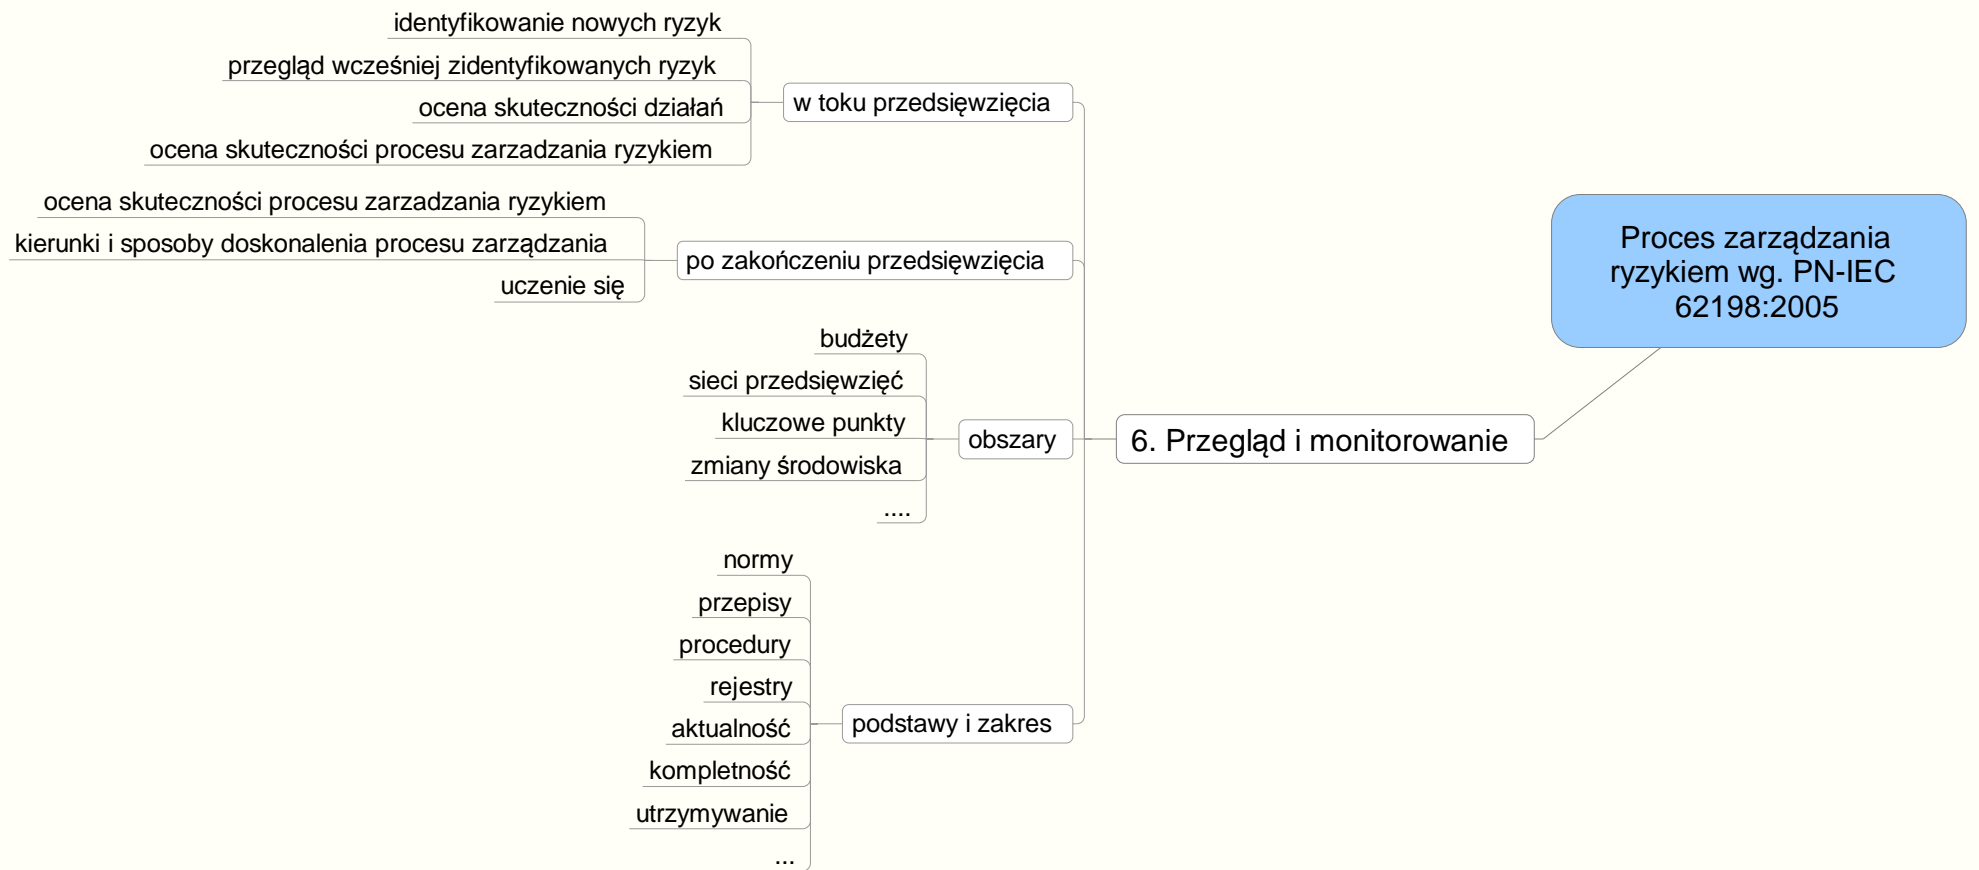 identyfikowanie nowych ryzyk
przegląd wcześniej zidentyfikowanych ryzyk
ocena skuteczności działań
ocena skuteczności procesu zarzadzania ryzykiem
w toku przedsięwzięcia
ocena skuteczności procesu zarzadzania ryzykiem
kierunki i sposoby doskonalenia procesu zarządzania
uczenie się
po zakończeniu przedsięwzięcia
budżety
sieci przedsięwzięć
kluczowe punkty
zmiany środowiska
....
obszary
normy
przepisy
procedury
rejestry
aktualność
kompletność
utrzymywanie
...
podstawy i zakres
6. Przegląd i monitorowanie
Proces zarządzania
ryzykiem wg. PN-IEC
62198:2005